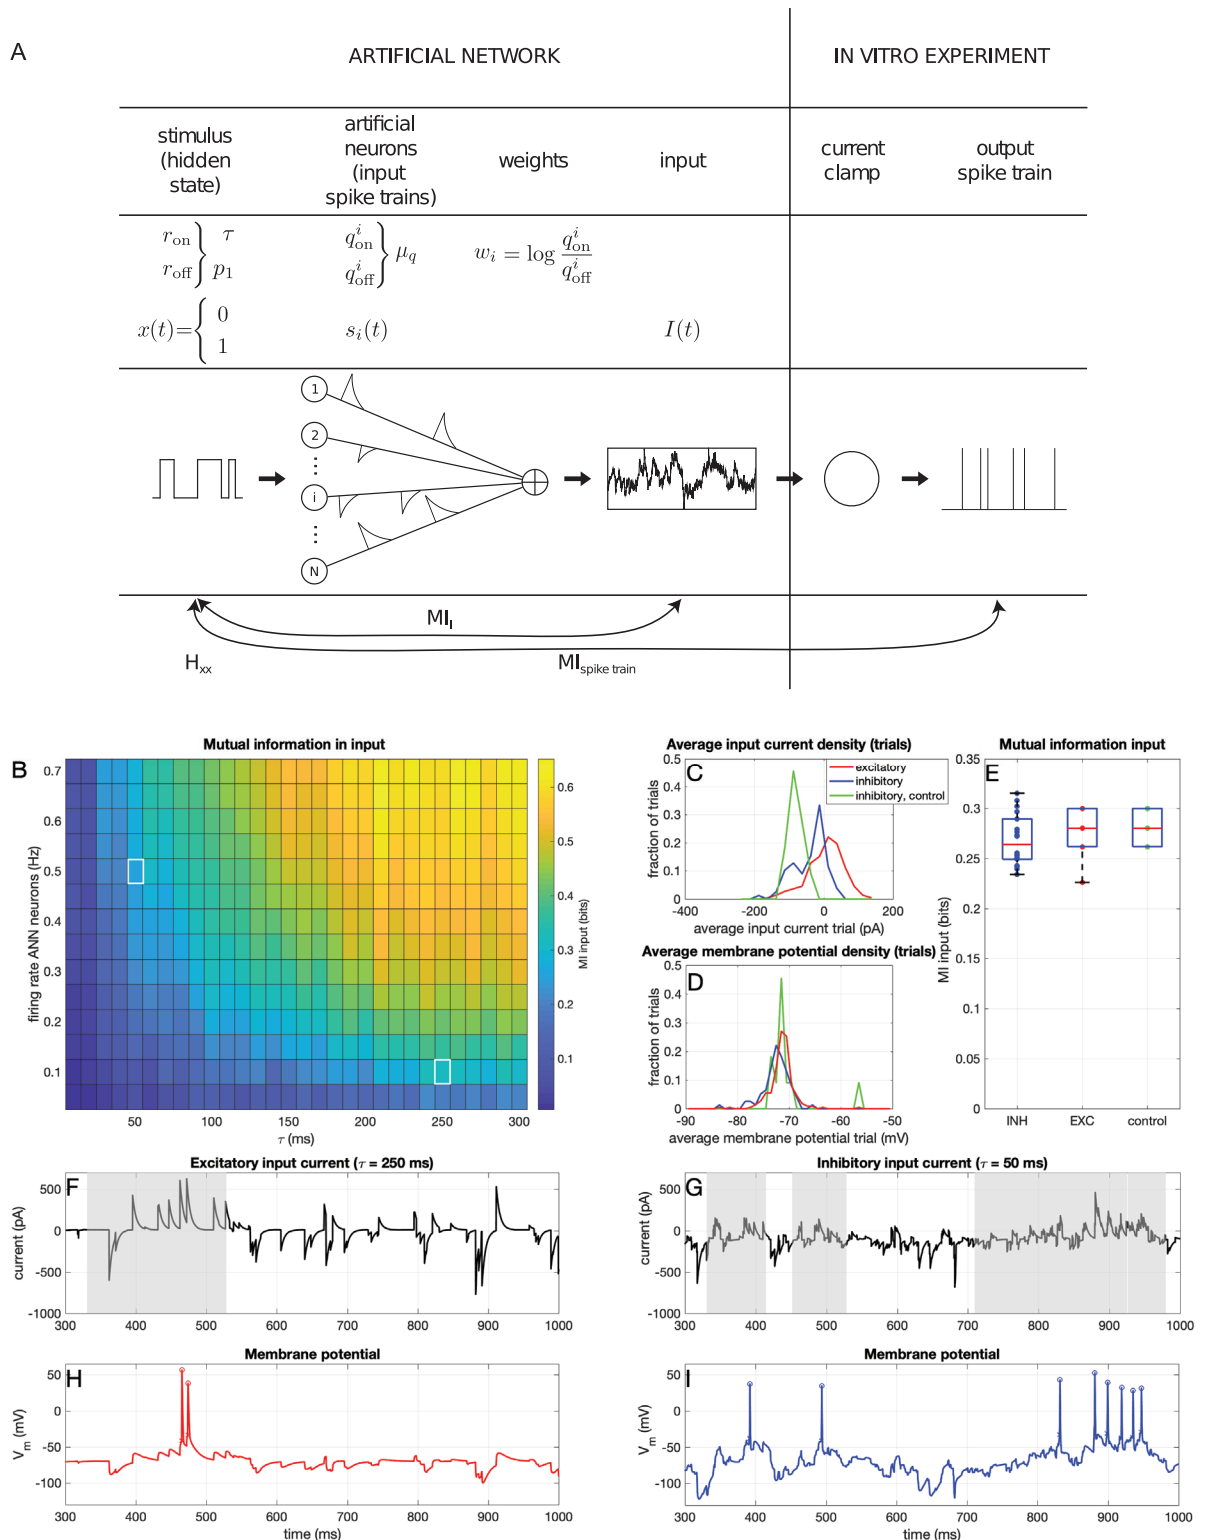 A
ARTIFICIAL NETWORK
IN VITRO EXPERIMENT
stimulus
(hidden
state)
artificial
neurons
(input
spike trains)
weights
input
current
clamp
output
spike train
r_on } τ
r_off } p_1
q^i_on } μ_q
q^i_off
w_i = log q^i_on / q^i_off
x(t) = { 0
1
s_i(t)
I(t)
1
2
i
N
MI_I
H_xx
MI_spike train
B
Mutual information in input
firing rate ANN neurons (Hz)
0.7
0.6
0.5
0.4
0.3
0.2
0.1
50 100 150 200 250 300
τ (ms)
0.6
0.5
0.4
0.3
0.2
0.1
MI input (bits)
Average input current density (trials)
C
excitatory
inhibitory
inhibitory, control
fraction of trials
0.5
0.4
0.3
0.2
0.1
0
-400 -200 0 200
average input current trial (pA)
Average membrane potential density (trials)
D
fraction of trials
0.5
0.4
0.3
0.2
0.1
0
-90 -80 -70 -60 -50
average membrane potential trial (mV)
Mutual information input
E
MI input (bits)
0.35
0.3
0.25
0.2
0.15
0.1
0.05
0
INH EXC control
Excitatory input current (τ = 250 ms)
F
current (pA)
500
0
-500
-1000
300 400 500 600 700 800 900 1000
Inhibitory input current (τ = 50 ms)
G
current (pA)
500
0
-500
-1000
300 400 500 600 700 800 900 1000
Membrane potential
H
V_m (mV)
50
0
-50
-100
300 400 500 600 700 800 900 1000
time (ms)
Membrane potential
I
V_m (mV)
50
0
-50
-100
300 400 500 600 700 800 900 1000
time (ms)